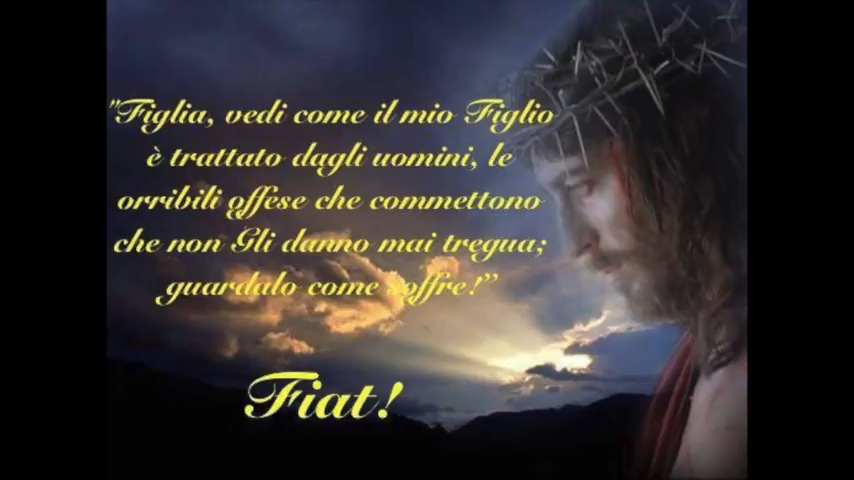 "Figlia, vedi come il mio Figlio
è trattato dagli uomini, le
orribili offese che commettono
che non Gli danno mai tregua;
guardalo come soffre!"
Fiat!